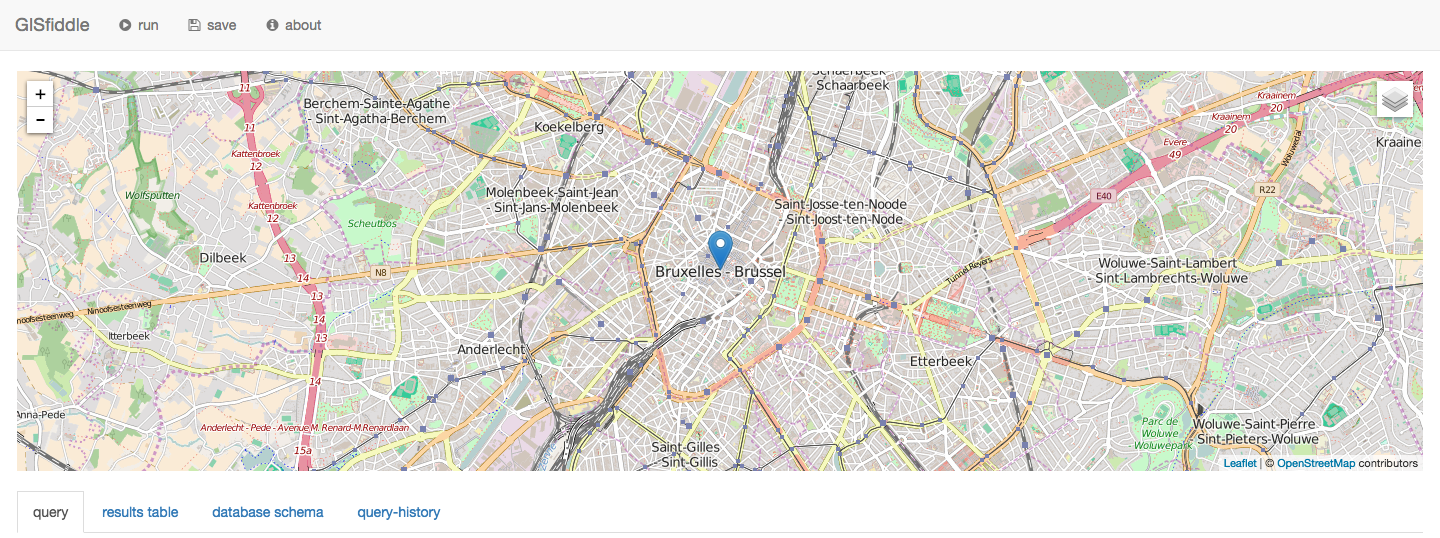 GISfiddle
run
save
about
+
-
11
11
Kattenbroek
12
Kattenbroek
12
13
14
13
14
13
14
15a
Berchem-Sainte-Agathe
- Sint-Agatha-Berchem
Koekelberg
Schaerbeek
- Schaarbeek
Kraainem
20
Kraainem
20
Evere
49
Woluwedal
Kraaine
Wolfsputten
Scheutbos
Molenbeek-Saint-Jean
- Sint-Jans-Molenbeek
Saint-Josse-ten-Noode
Sint-Joost-ten-Node
E40
R22
Dilbeek
N8
Bruxelles - Brussel
Tunnel Reyers
Woluwe-Saint-Lambert
Sint-Lambrechts-Woluwe
Ninoofsesteenweg
noofsesteenweg
Itterbeek
Anderlecht
Etterbeek
Anna-Pede
Anderlecht - Pede - Avenue M. Renard-M.Renardlaan
Saint-Gilles
- Sint-Gillis
Parc de
Woluwe -
Woluwepark
Woluwe-Saint-Pierre
Sint-Pieters-Woluwe
Leaflet | © OpenStreetMap contributors
query
results table
database schema
query-history